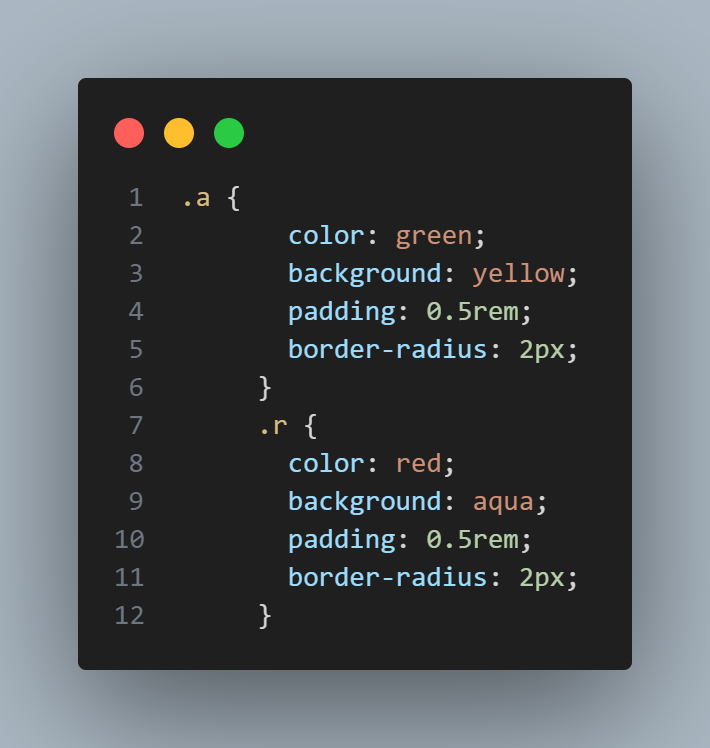 1 .a {
2 color: green;
3 background: yellow;
4 padding: 0.5rem;
5 border-radius: 2px;
6 }
7 .r {
8 color: red;
9 background: aqua;
10 padding: 0.5rem;
11 border-radius: 2px;
12 }